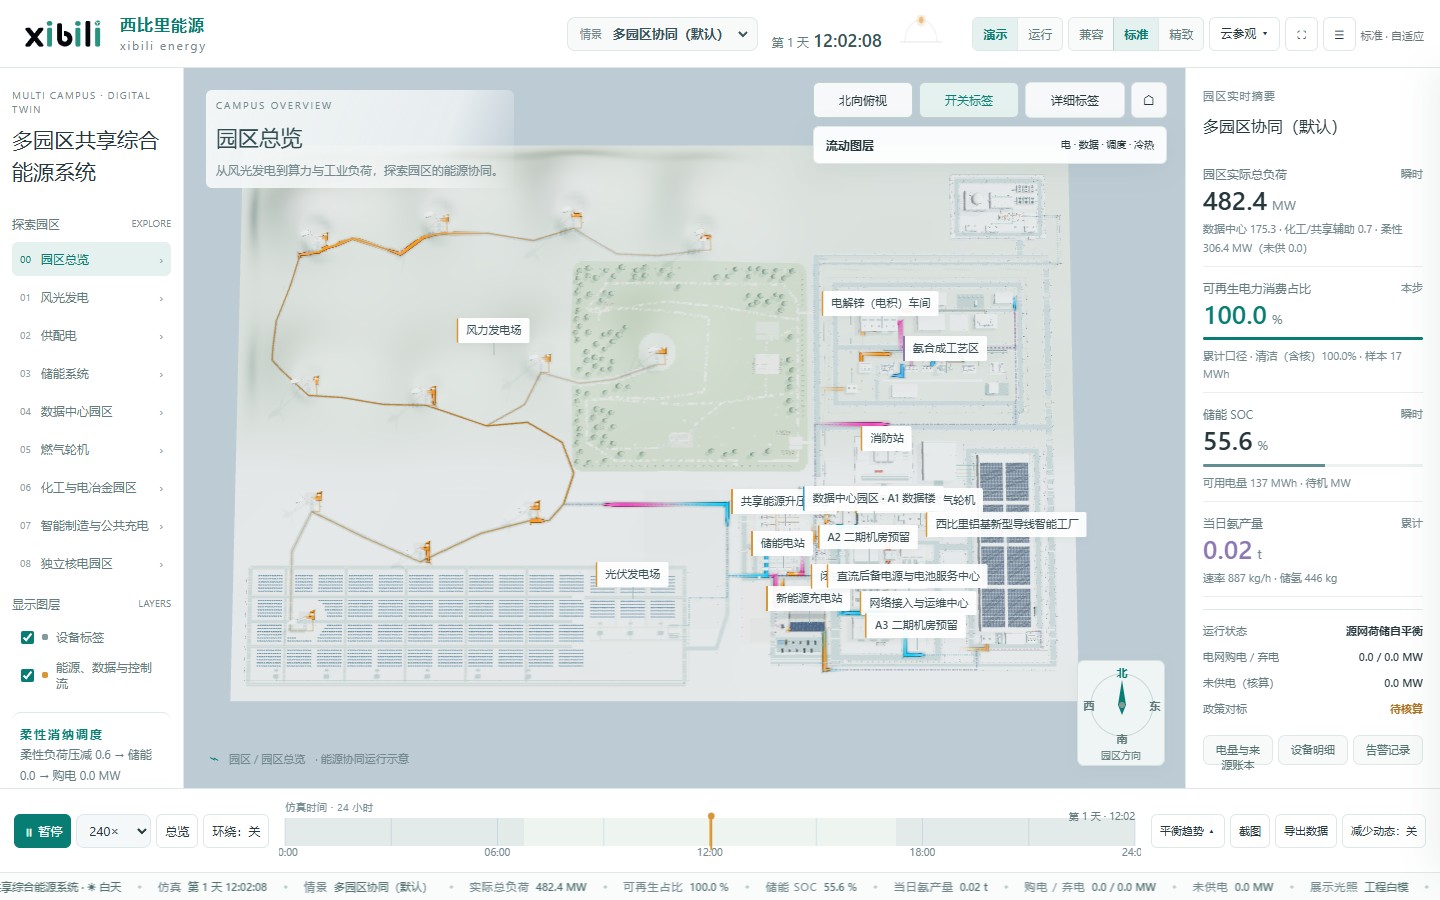 xibili 西比里能源
xibili energy
情景 多园区协同（默认）
第 1 天 12:02:08
演示 运行
兼容 标准 精致
云参观
标准 · 自适应
MULTI CAMPUS · DIGITAL TWIN
多园区共享综合能源系统
探索园区 EXPLORE
00 园区总览 ›
01 风光发电 ›
02 供配电 ›
03 储能系统 ›
04 数据中心园区 ›
05 燃气轮机 ›
06 化工与电冶金园区 ›
07 智能制造与公共充电 ›
08 独立核电园区 ›
显示图层 LAYERS
设备标签
能源、数据与控制流
柔性消纳调度
柔性负荷压减 0.6 → 储能
0.0 → 购电 0.0 MW
CAMPUS OVERVIEW
园区总览
从风光发电到算力与工业负荷，探索园区的能源协同。
北向俯视 开关标签 详细标签
流动图层 电 · 数据 · 调度 · 冷热
电解锌（电积）车间
风力发电场
氨合成工艺区
消防站
共享能源升压
数据中心园区 · A1 数据楼
气轮机
西比里铝基新型导线智能工厂
储能电站
A2 二期机房预留
光伏发电场
直流后备电源与电池服务中心
新能源充电站
网络接入与运维中心
A3 二期机房预留
北
西 东
南
园区方向
园区 / 园区总览 · 能源协同运行示意
园区实时摘要
多园区协同（默认）
园区实际总负荷 瞬时
482.4 MW
数据中心 175.3 · 化工/共享辅助 0.7 · 柔性
306.4 MW（未供 0.0）
可再生电力消费占比 本步
100.0 %
累计口径 · 清洁（含核）100.0% · 样本 17
MWh
储能 SOC 瞬时
55.6 %
可用电量 137 MWh · 待机 MW
当日氨产量 累计
0.02 t
速率 887 kg/h · 储氢 446 kg
运行状态 源网荷储自平衡
电网购电 / 弃电 0.0 / 0.0 MW
未供电（核算） 0.0 MW
政策对标 待核算
电量与来源账本 设备明细 告警记录
暂停 240× 总览 环绕：关
仿真时间 · 24 小时
第 1 天 · 12:02
0:00 06:00 12:00 18:00 24:0
平衡趋势 截图 导出数据 减少动态：关
享综合能源系统 · ☀ 白天 • 仿真 第 1 天 12:02:08 • 情景 多园区协同（默认） • 实际总负荷 482.4 MW • 可再生占比 100.0 % • 储能 SOC 55.6 % • 当日氨产量 0.02 t • 购电 / 弃电 0.0 / 0.0 MW • 未供电 0.0 MW • 展示光照 工程白模